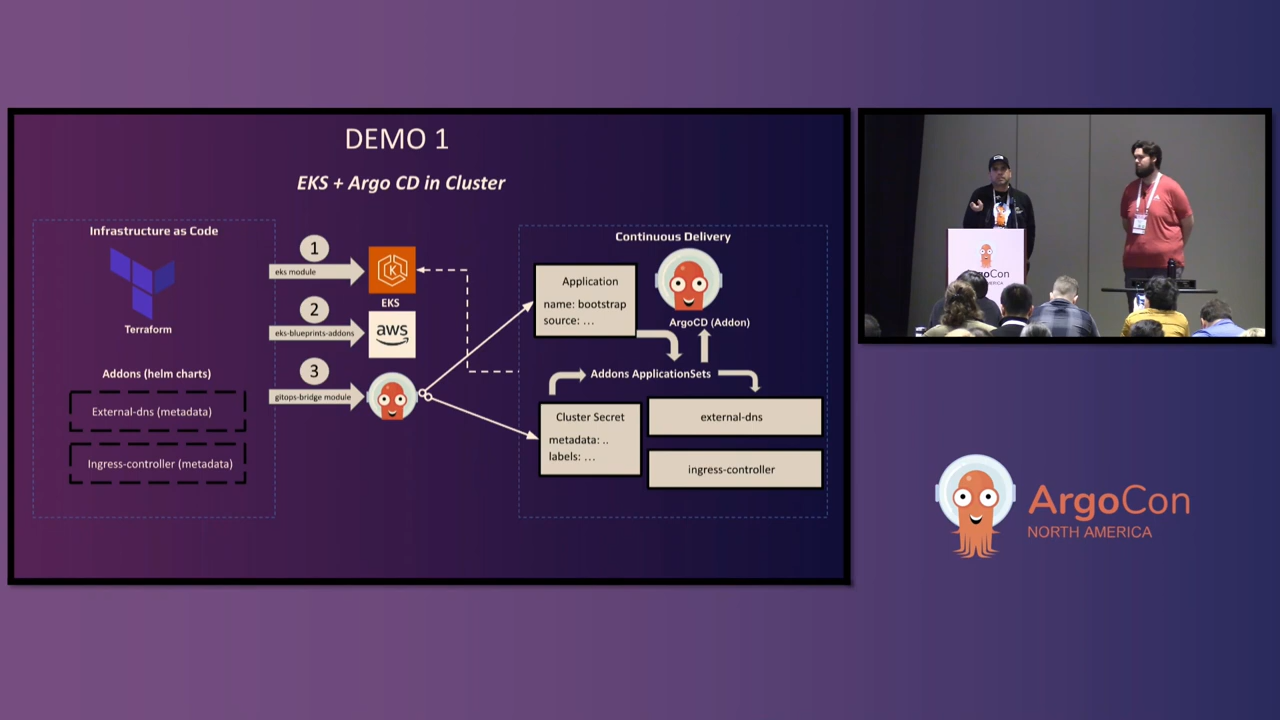 DEMO 1
EKS + Argo CD in Cluster
Infrastructure as Code
Terraform
Addons (helm charts)
External-dns (metadata)
Ingress-controller (metadata)
1
eks module
EKS
2
eks-blueprints-addons
aws
3
gitops-bridge module
Continuous Delivery
Application
name: bootstrap
source: ...
ArgoCD (Addon)
Addons ApplicationSets
Cluster Secret
metadata: ..
labels: ...
external-dns
ingress-controller
ArgoCon
NORTH AMERICA